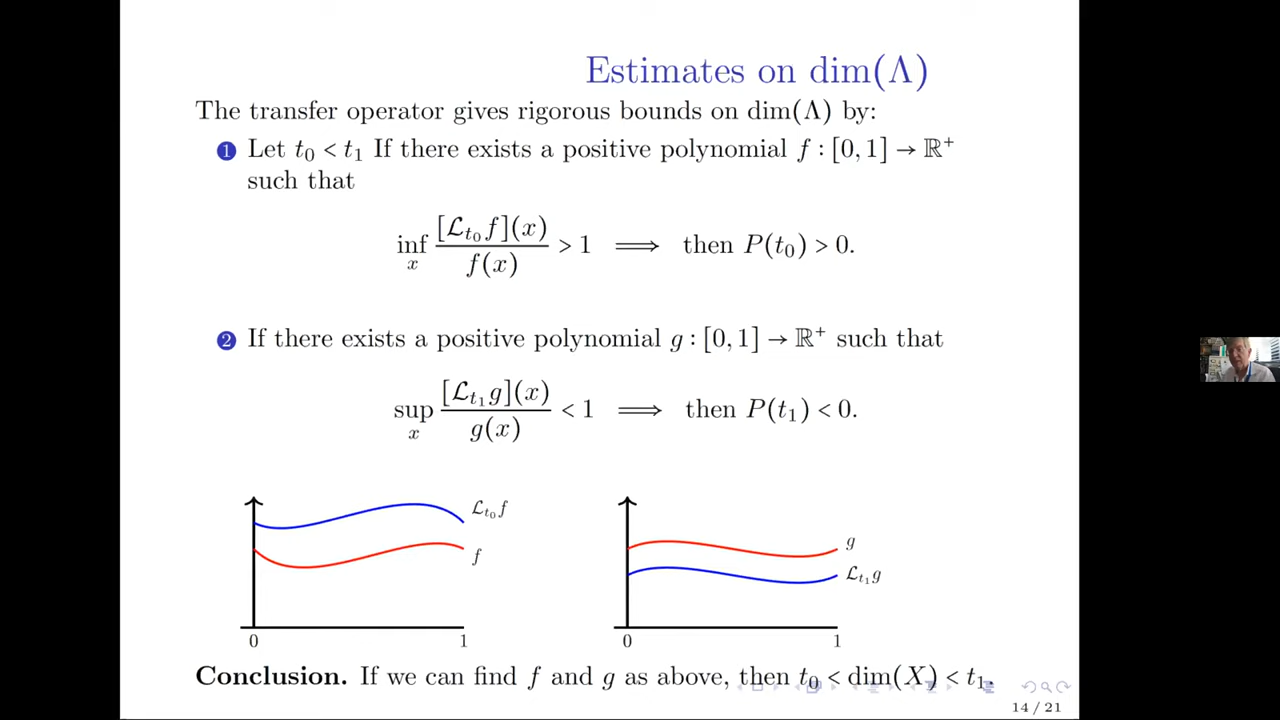 Estimates on dim(Λ)
The transfer operator gives rigorous bounds on dim(Λ) by:
1 Let t₀ < t₁ If there exists a positive polynomial f : [0, 1] → ℝ⁺
such that
inf_x [ℒ_{t₀} f](x) / f(x) > 1 ⟹ then P(t₀) > 0.
2 If there exists a positive polynomial g : [0, 1] → ℝ⁺ such that
sup_x [ℒ_{t₁} g](x) / g(x) < 1 ⟹ then P(t₁) < 0.
ℒ_{t₀} f
f
0 1
g
ℒ_{t₁} g
0 1
Conclusion. If we can find f and g as above, then t₀ < dim(X) < t₁.
14 / 21